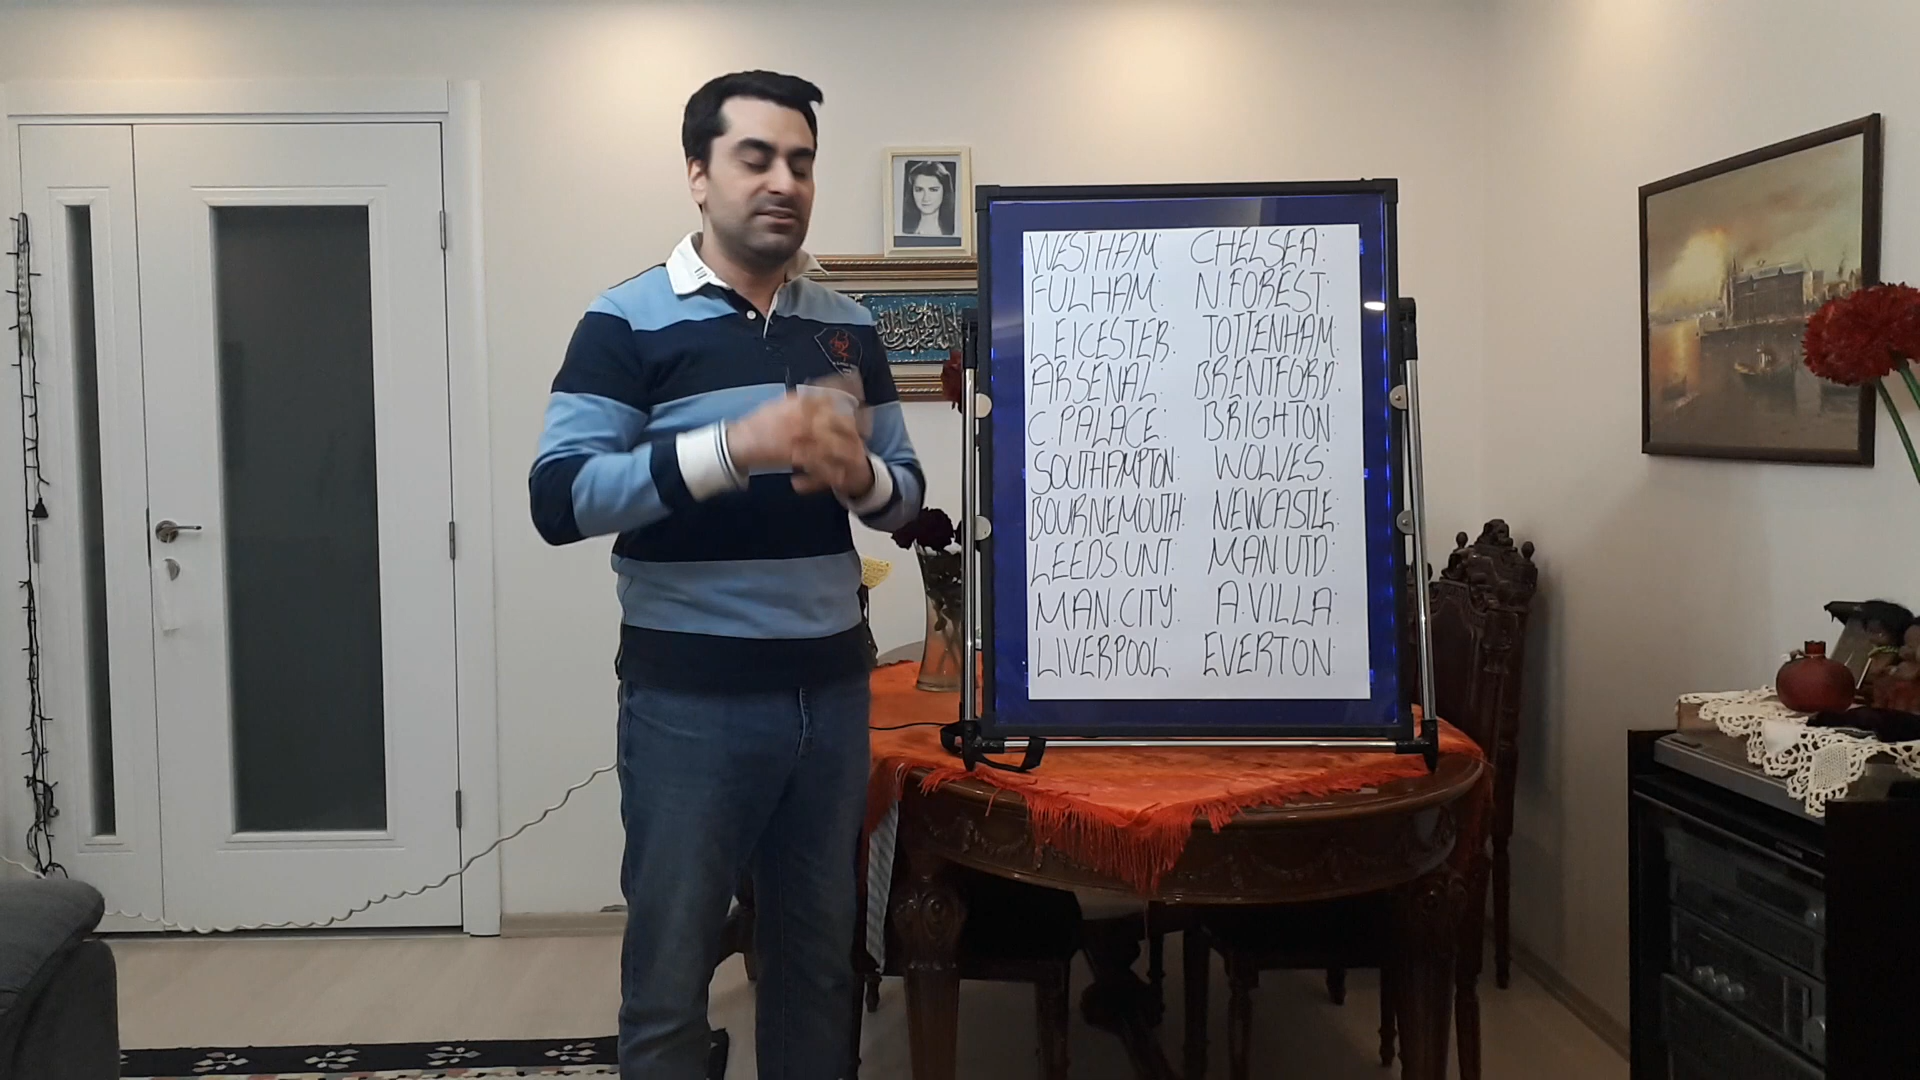 WESTHAM: CHELSEA:
FULHAM: N.FOREST:
LEICESTER: TOTTENHAM:
ARSENAL: BRENTFORD:
C.PALACE: BRIGHTON:
SOUTHAMPTON: WOLVES:
BOURNEMOUTH: NEWCASTLE:
LEEDS UNT: MAN UTD:
MAN.CITY: A.VILLA:
LIVERPOOL: EVERTON: